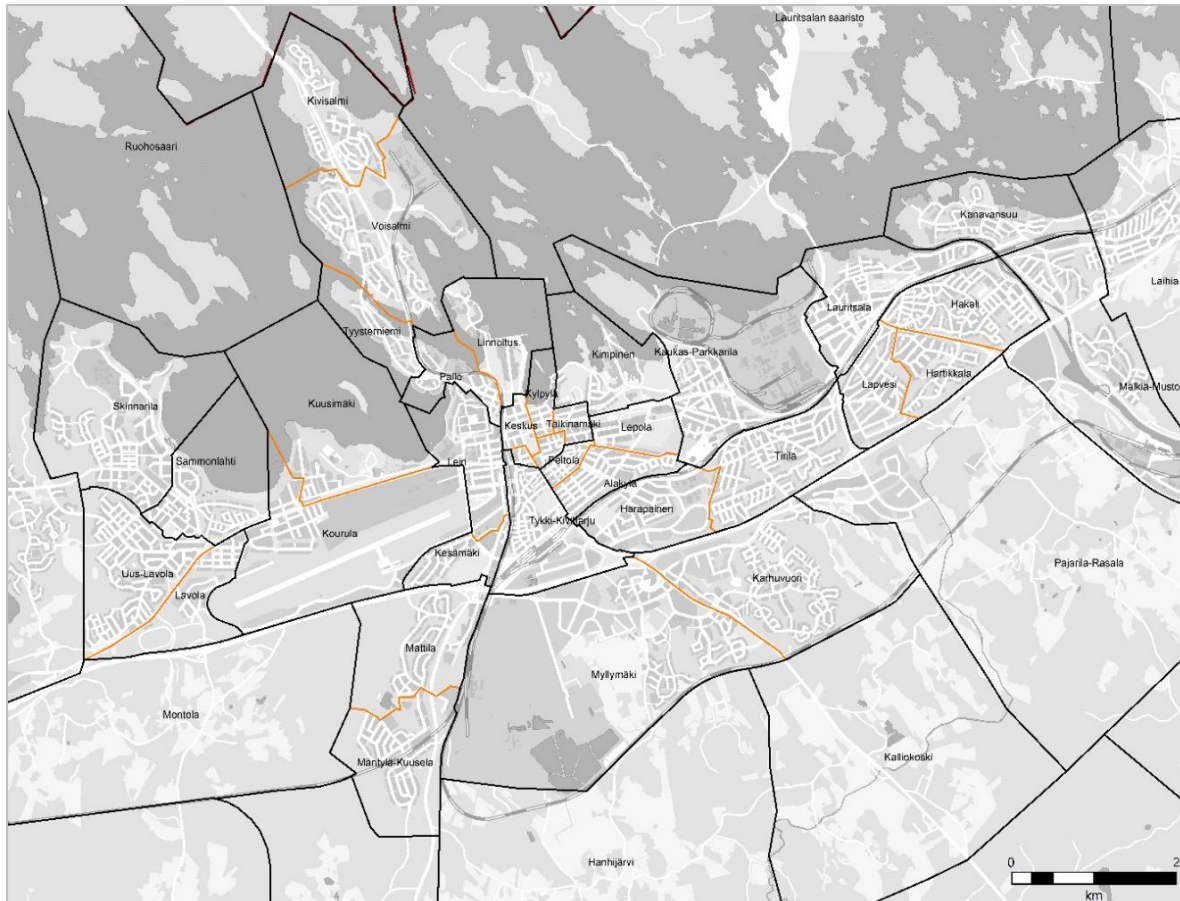 Lauritsalan saaristo
Kivisalmi
Ruohosaari
Kanavansuu
Voisalmi
Laihia
Lauritsala
Hakali
Tyysterniemi
Linnoitus
Kimpinen
Kaukas-Parkkarila
Hartikkala
Pallo
Lapvesi
Malkia-Musto
Kylpylä
Skinnarila
Kuusimäki
Keskus
Taikinamäki
Lepola
Sammonlahti
Leiri
Peltola
Tirilä
Alakylä
Harapainen
Kourula
Tykki-Kiviharju
Kesämäki
Pajarila-Rasala
Uus-Lavola
Karhuvuori
Lavola
Mattila
Myllymäki
Montola
Kalliokoski
Mäntylä-Kuusela
Hanhijärvi
0 2
km